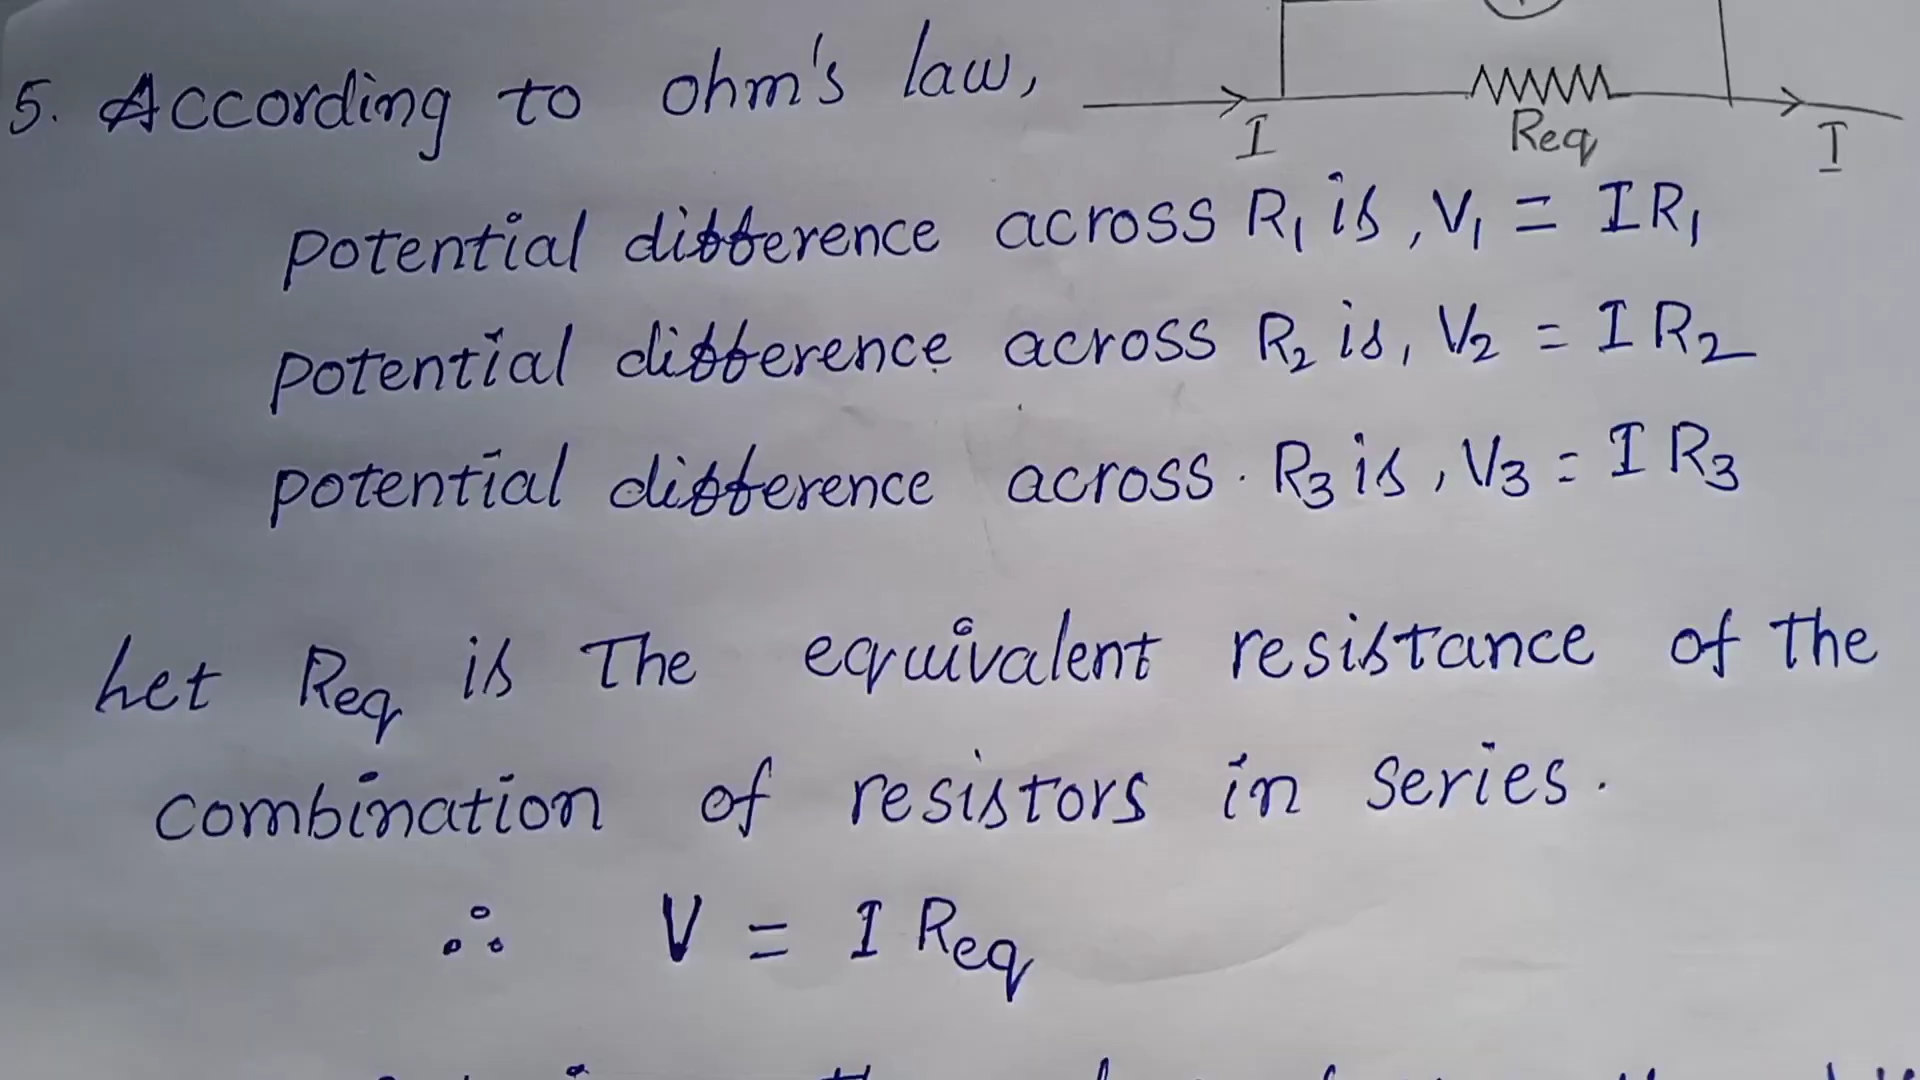 5. According to ohm's law,
I Req I
potential difference across R₁ is, V₁ = IR₁
potential difference across R₂ is, V₂ = IR₂
potential difference across R₃ is, V₃ = IR₃
Let Req is The equivalent resistance of the
combination of resistors in series.
∴ V = I Req